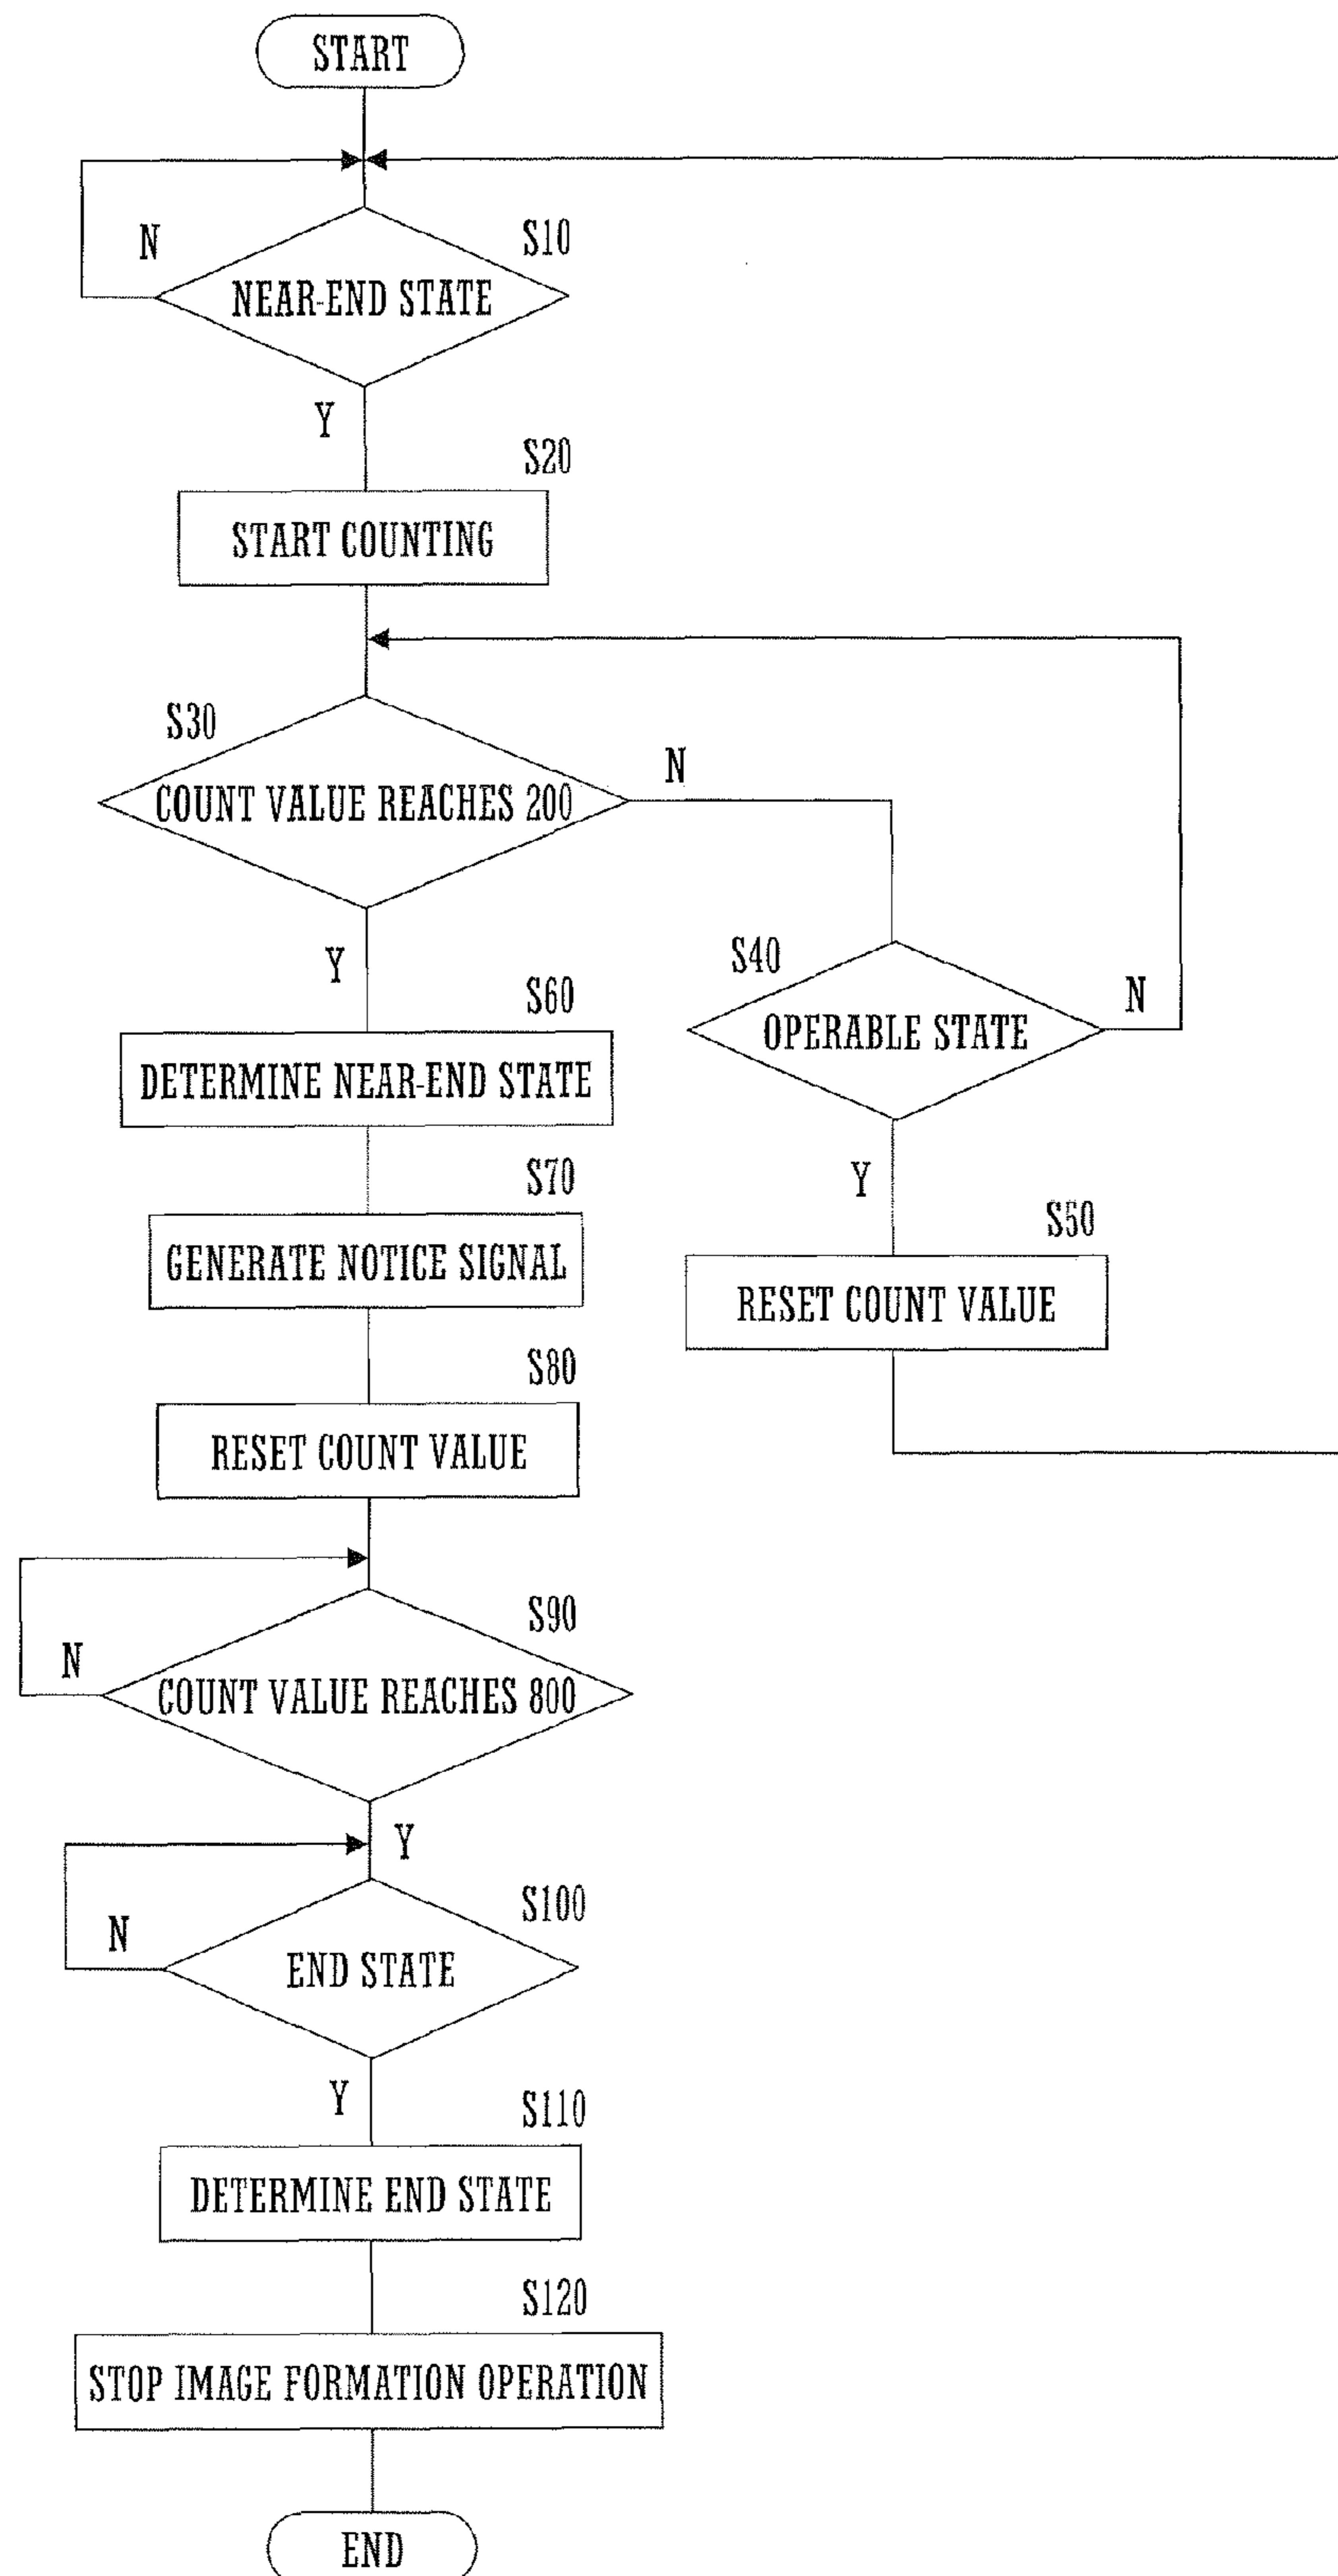 START
N
S10
NEAR-END STATE
Y
S20
START COUNTING
S30
N
COUNT VALUE REACHES 200
Y
S40
N
OPERABLE STATE
S60
DETERMINE NEAR-END STATE
Y
S50
RESET COUNT VALUE
S70
GENERATE NOTICE SIGNAL
S80
RESET COUNT VALUE
S90
N
COUNT VALUE REACHES 800
Y
S100
N
END STATE
Y
S110
DETERMINE END STATE
S120
STOP IMAGE FORMATION OPERATION
END